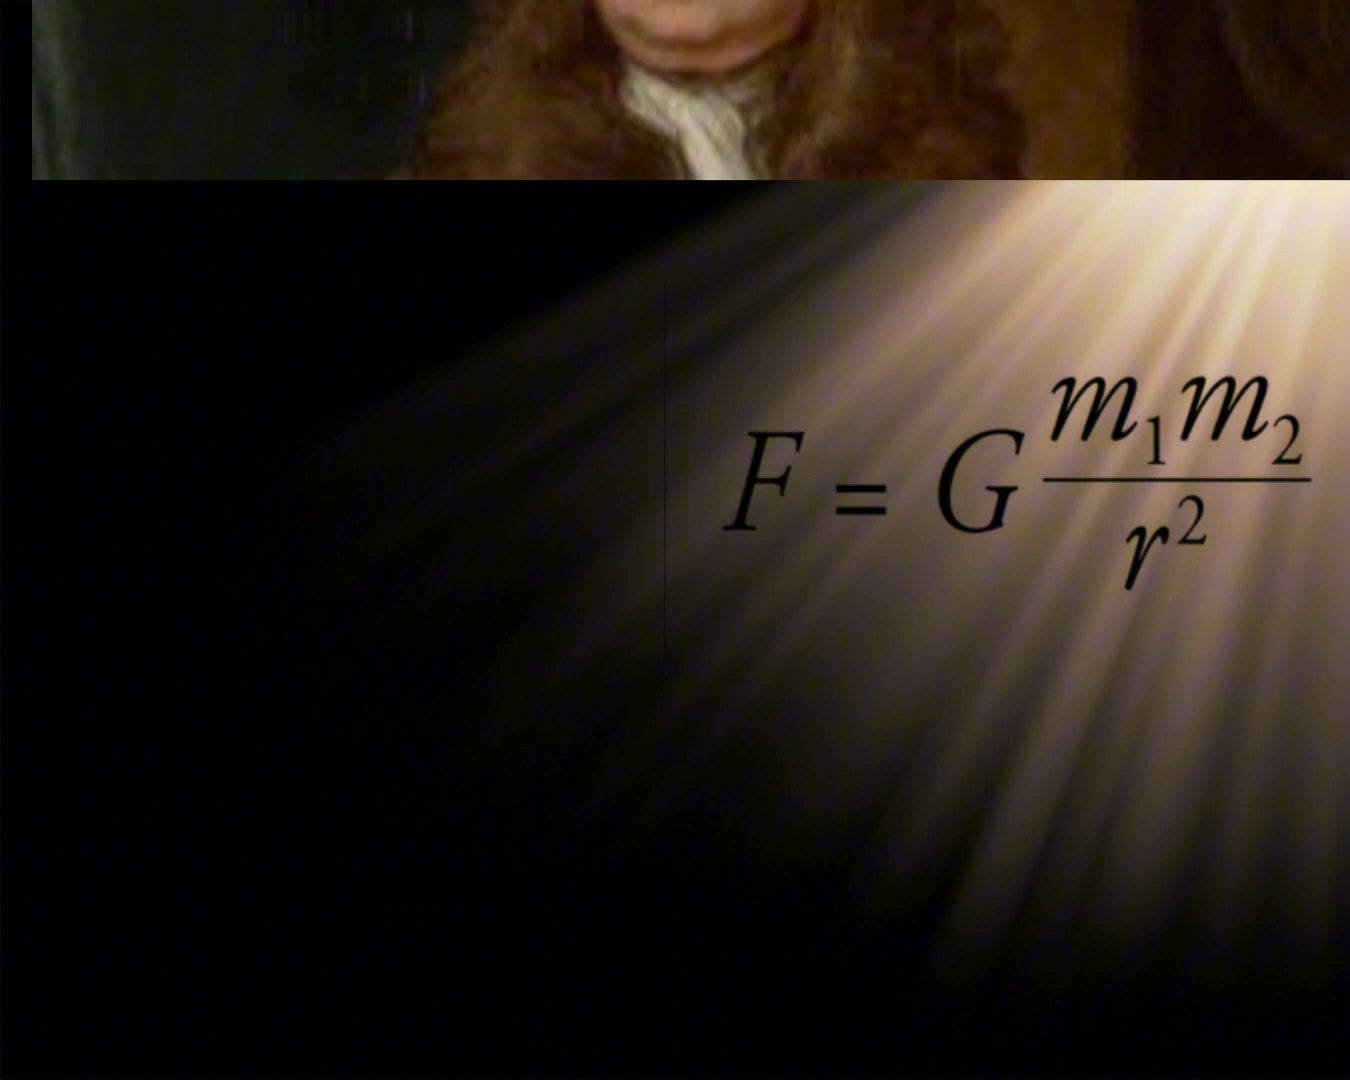 F = G m₁m₂ / r²